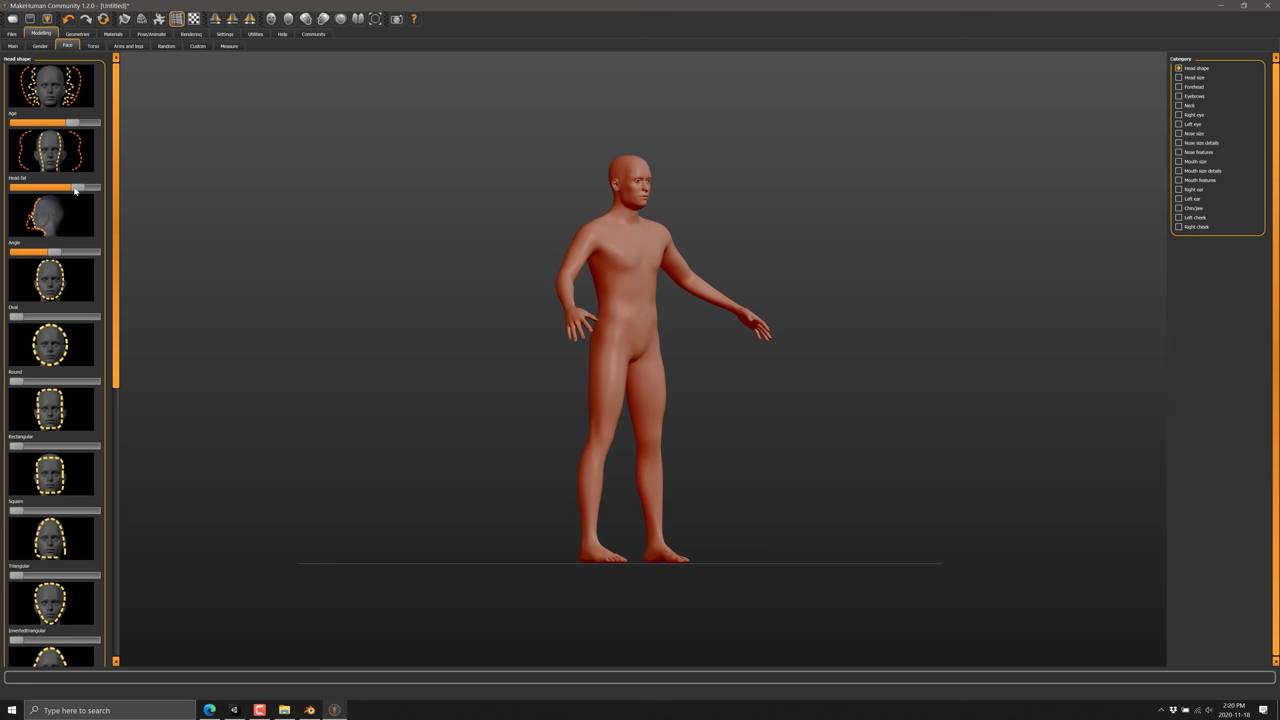 MakeHuman Community 1.2.0 - [Untitled]*
Files Modelling Geometries Materials Pose/Animate Rendering Settings Utilities Help Community
Main Gender Face Torso Arms and legs Random Custom Measure
Head shape
Age
Head fat
Angle
Oval
Round
Rectangular
Square
Triangular
Invertedtriangular
Category
Head shape
Head size
Forehead
Eyebrows
Neck
Right eye
Left eye
Nose size
Nose size details
Nose features
Mouth size
Mouth size details
Mouth features
Right ear
Left ear
Chin/jaw
Left cheek
Right cheek
Type here to search
2:20 PM
2020-11-18